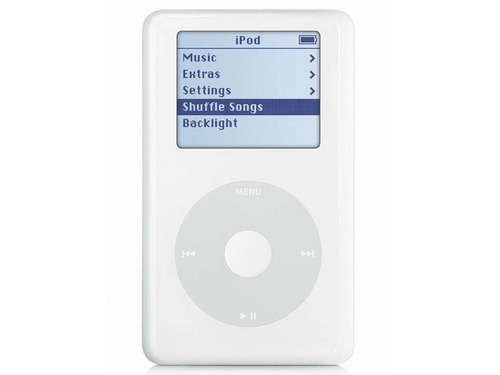 iPod
Music
Extras
Settings
Shuffle Songs
Backlight
MENU